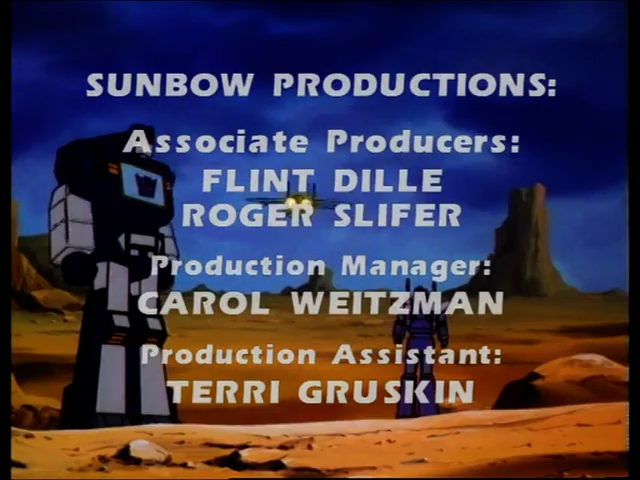 SUNBOW PRODUCTIONS:
Associate Producers:
FLINT DILLE
ROGER SLIFER
Production Manager:
CAROL WEITZMAN
Production Assistant:
TERRI GRUSKIN